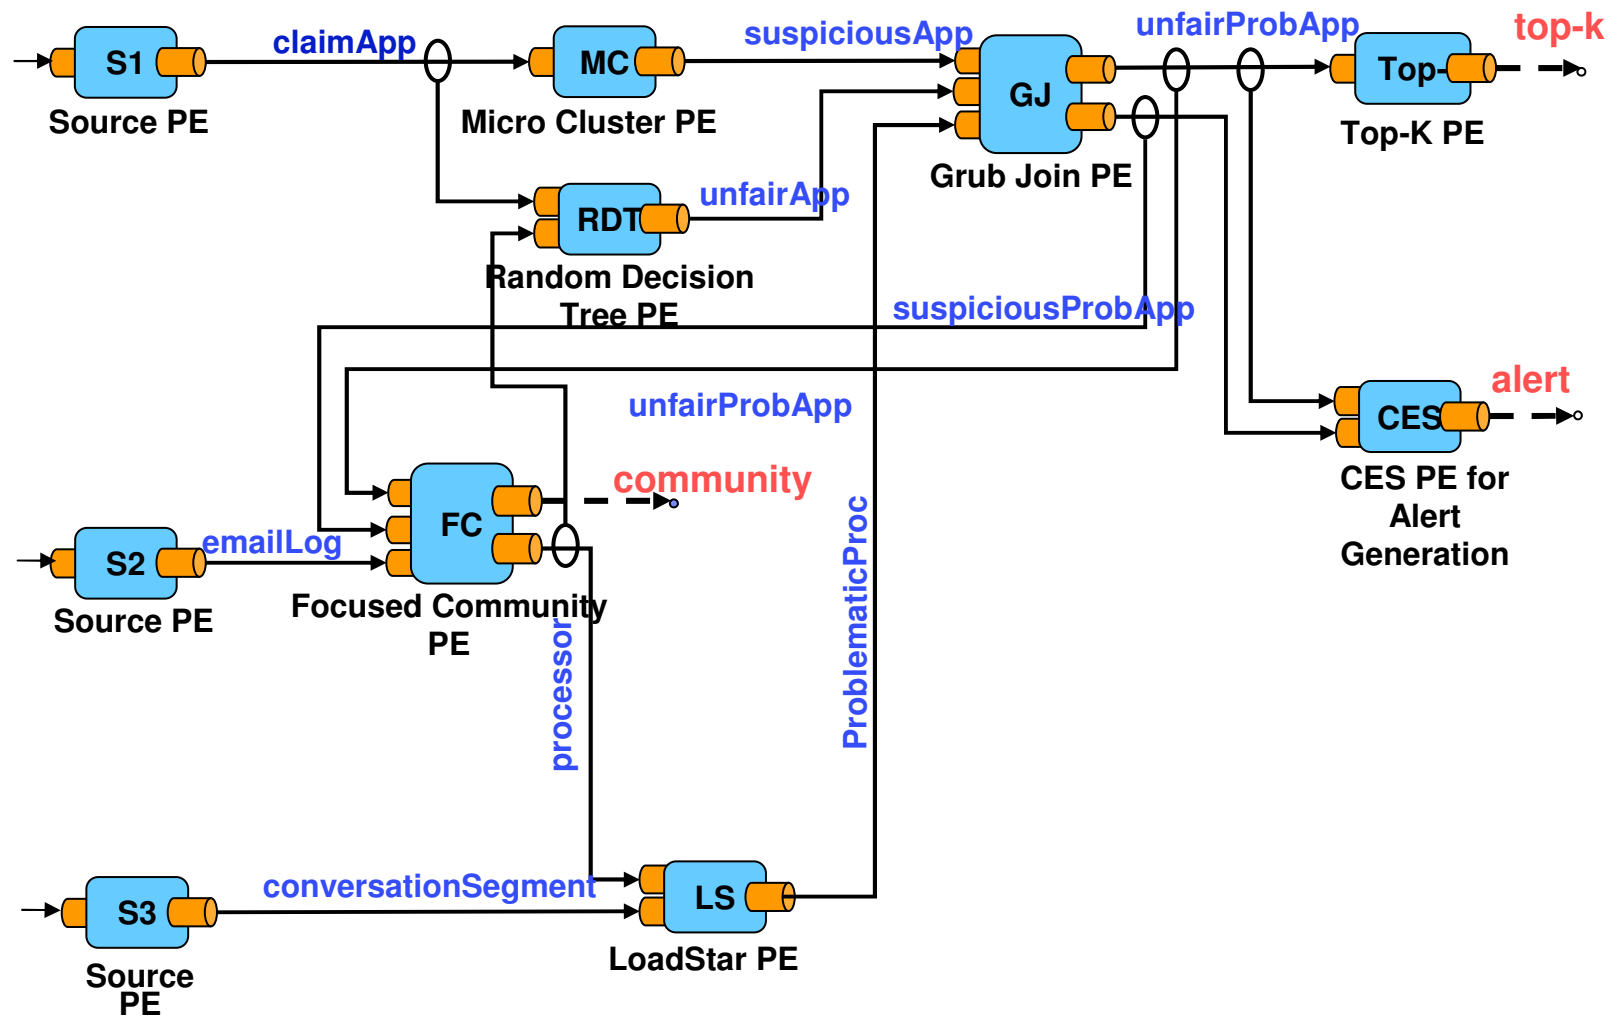 top-k
unfairProbApp
suspiciousApp
claimApp
S1
MC
GJ
Top-
Source PE
Micro Cluster PE
Top-K PE
Grub Join PE
unfairApp
RDT
Random Decision
Tree PE
suspiciousProbApp
alert
unfairProbApp
CES
community
CES PE for
Alert
Generation
FC
emailLog
S2
Source PE
Focused Community
PE
processor
ProblematicProc
conversationSegment
S3
LS
LoadStar PE
Source
PE